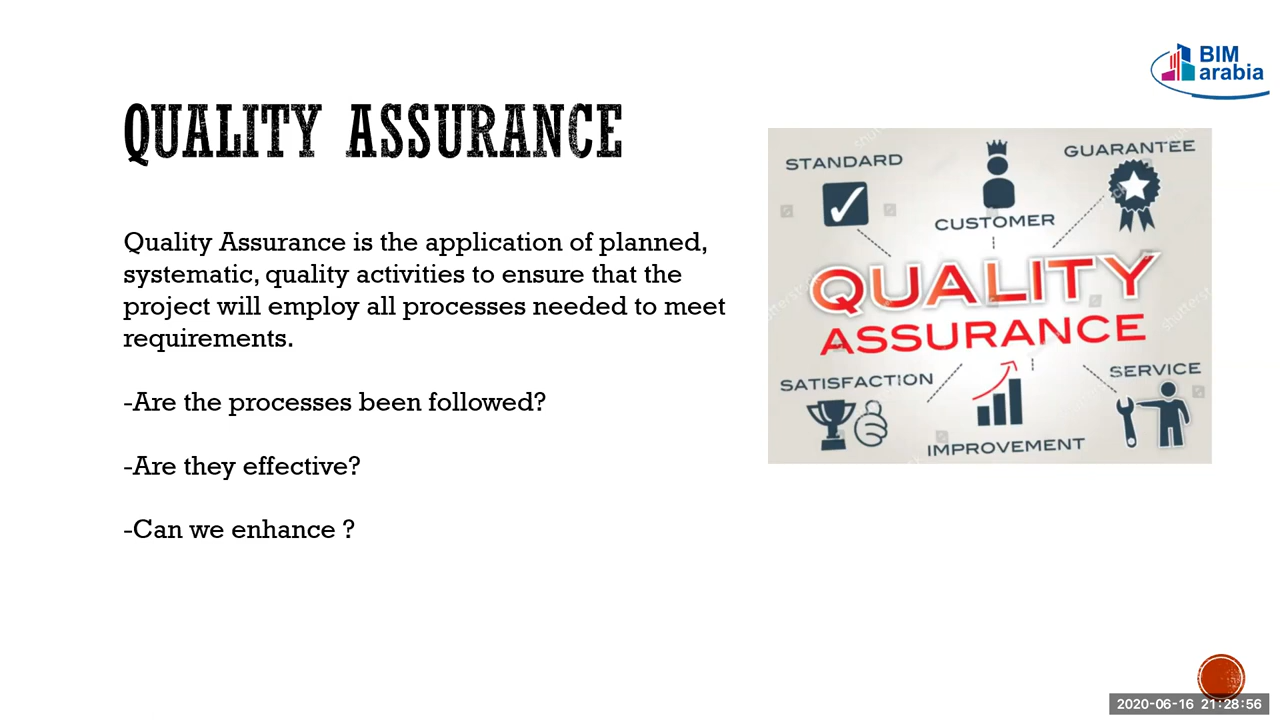 BIM
arabia
QUALITY ASSURANCE
Quality Assurance is the application of planned,
systematic, quality activities to ensure that the
project will employ all processes needed to meet
requirements.
-Are the processes been followed?
-Are they effective?
-Can we enhance ?
STANDARD
CUSTOMER
GUARANTEE
QUALITY
ASSURANCE
SATISFACTION
IMPROVEMENT
SERVICE
2020-06-16 21:28:56